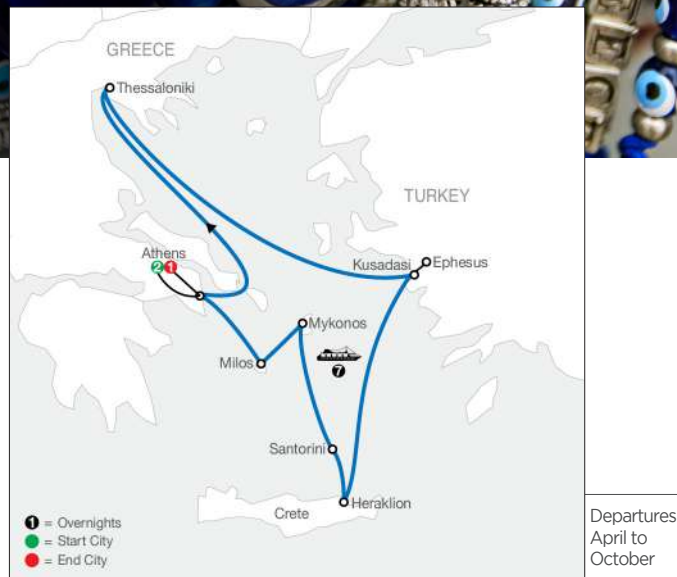 GREECE
Thessaloniki
TURKEY
Athens
2 1
Kusadasi
Ephesus
Mykonos
Milos
7
Santorini
Heraklion
Crete
1 = Overnights
= Start City
= End City
Departures
April to
October